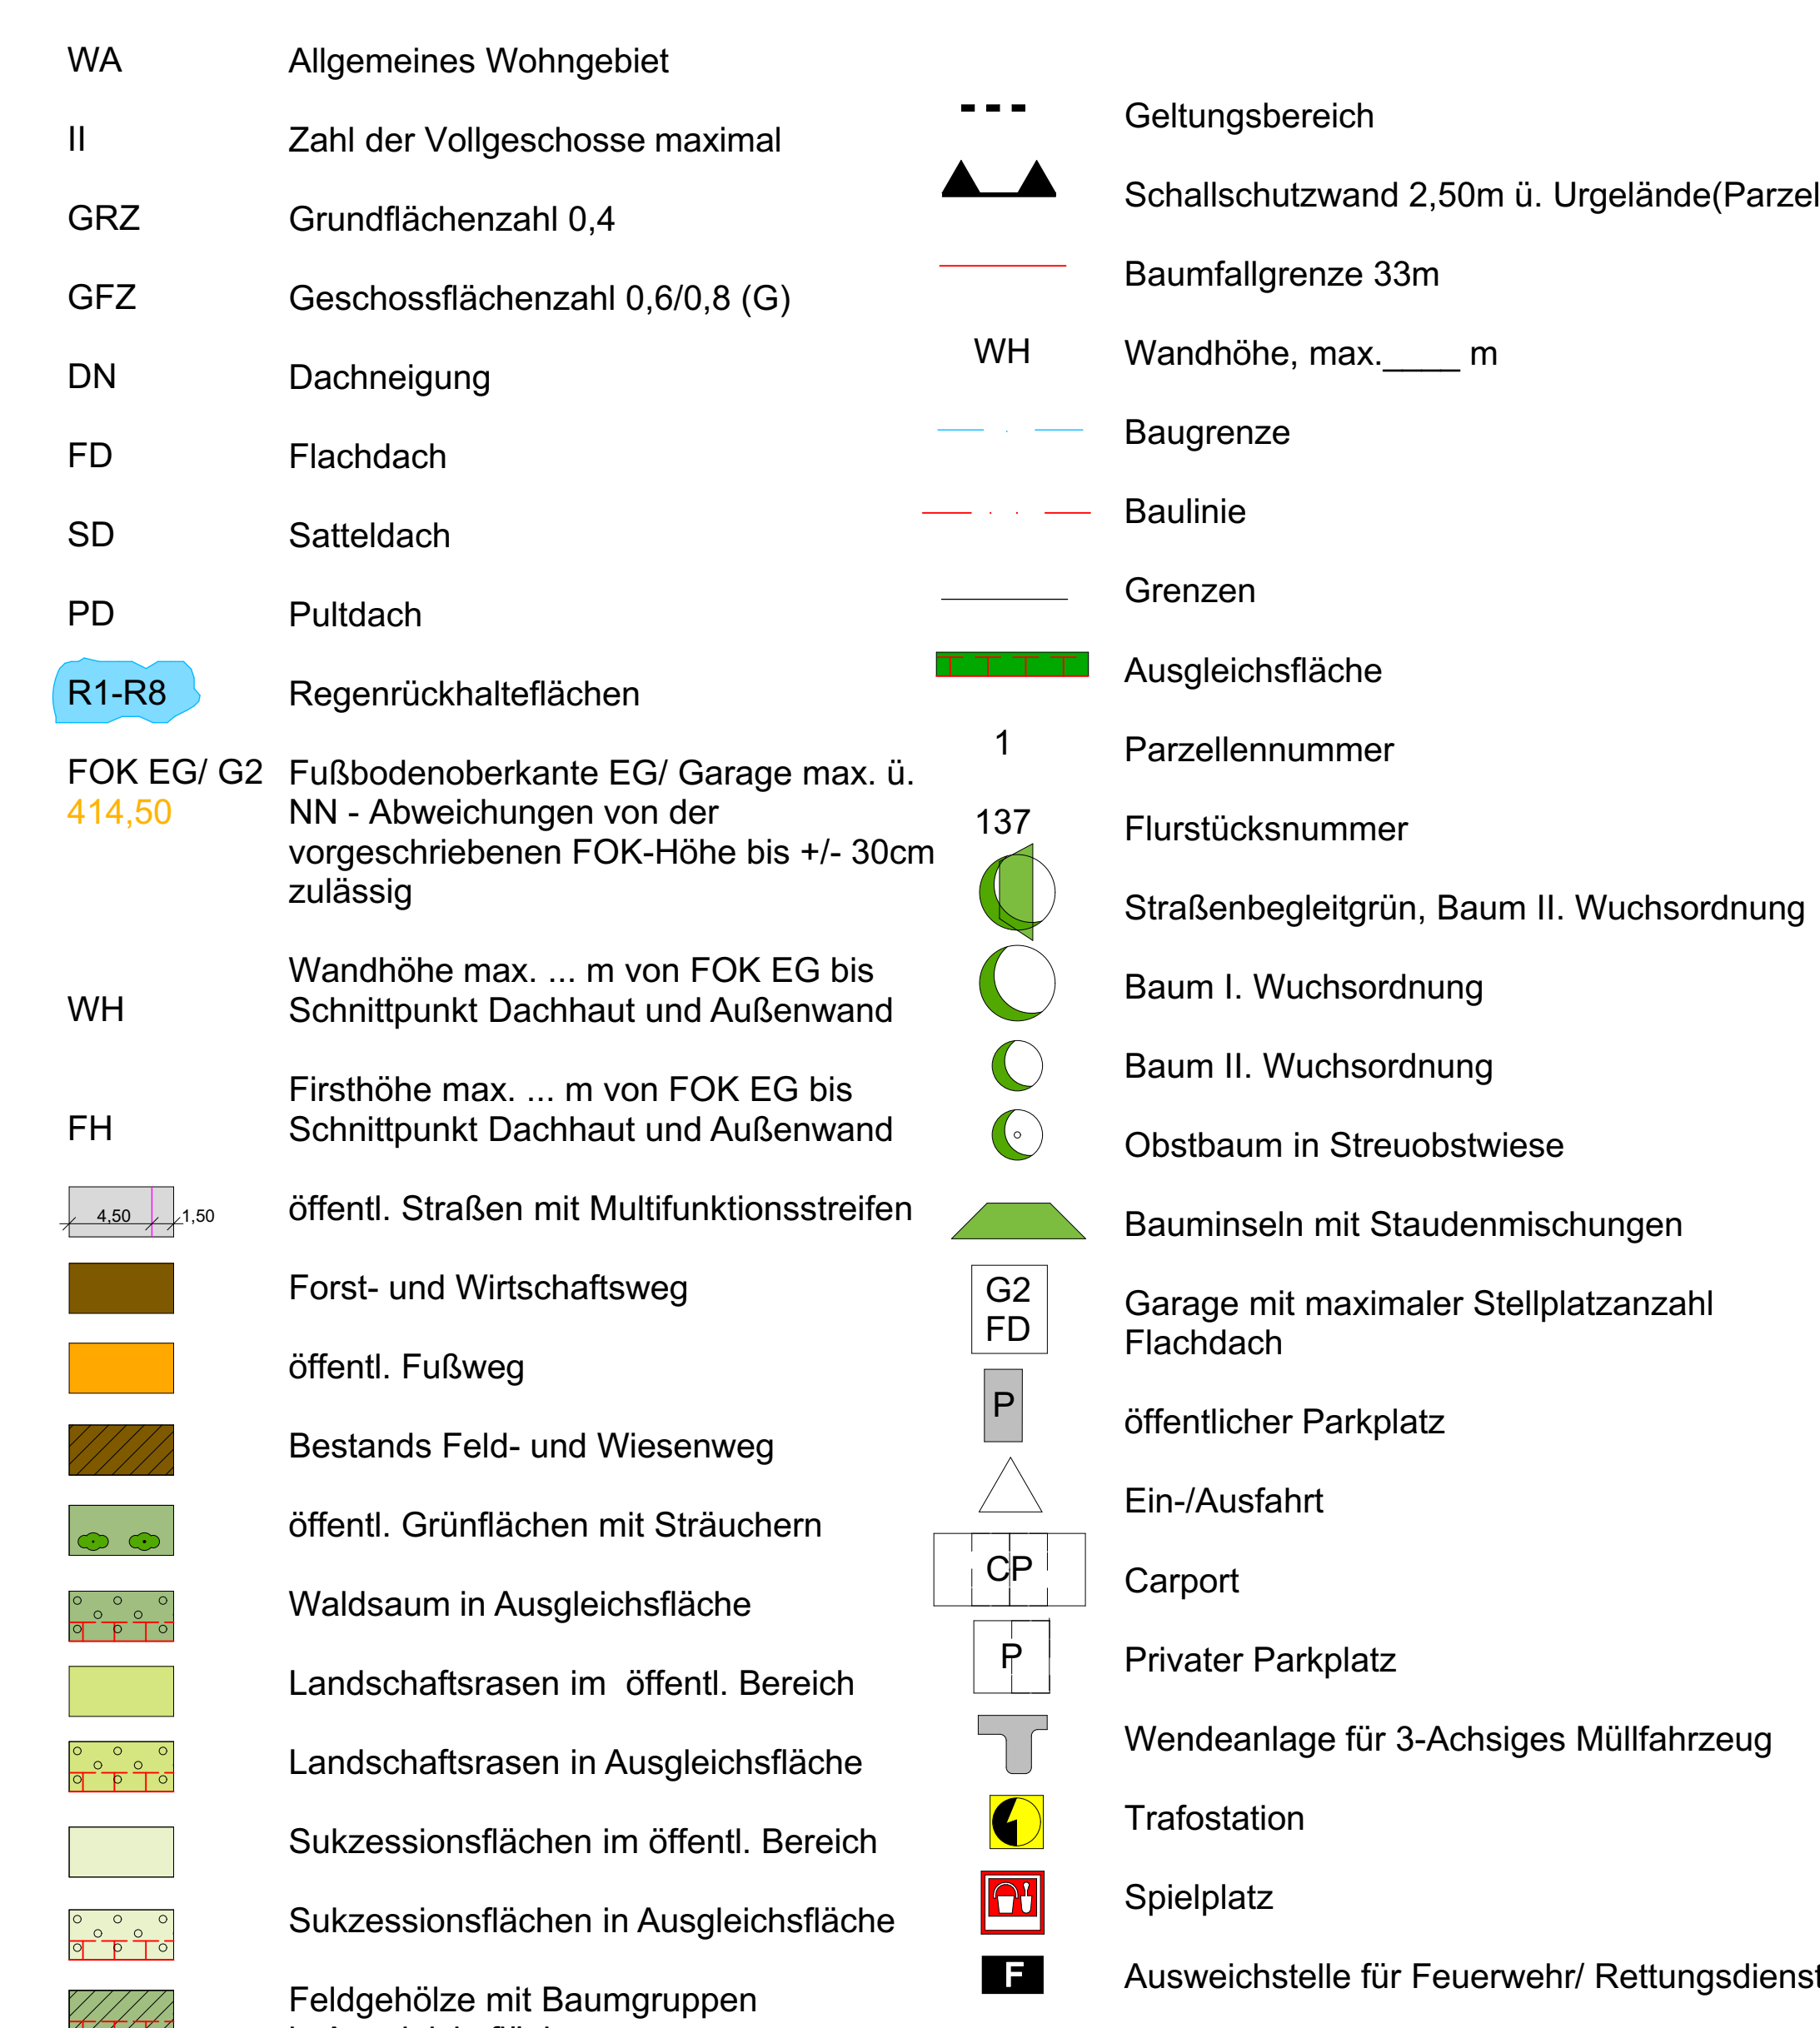 WA Allgemeines Wohngebiet
II Zahl der Vollgeschosse maximal
GRZ Grundflächenzahl 0,4
GFZ Geschossflächenzahl 0,6/0,8 (G)
DN Dachneigung
FD Flachdach
SD Satteldach
PD Pultdach
R1-R8 Regenrückhalteflächen
FOK EG/ G2 Fußbodenoberkante EG/ Garage max. ü.
414,50 NN - Abweichungen von der
vorgeschriebenen FOK-Höhe bis +/- 30cm
zulässig
Wandhöhe max. ... m von FOK EG bis
WH Schnittpunkt Dachhaut und Außenwand
Firsthöhe max. ... m von FOK EG bis
FH Schnittpunkt Dachhaut und Außenwand
4,50 1,50 öffentl. Straßen mit Multifunktionsstreifen
Forst- und Wirtschaftsweg
öffentl. Fußweg
Bestands Feld- und Wiesenweg
öffentl. Grünflächen mit Sträuchern
Waldsaum in Ausgleichsfläche
Landschaftsrasen im öffentl. Bereich
Landschaftsrasen in Ausgleichsfläche
Sukzessionsflächen im öffentl. Bereich
Sukzessionsflächen in Ausgleichsfläche
Feldgehölze mit Baumgruppen
Geltungsbereich
Schallschutzwand 2,50m ü. Urgelände(Parzel
Baumfallgrenze 33m
WH Wandhöhe, max.____ m
Baugrenze
Baulinie
Grenzen
Ausgleichsfläche
1 Parzellennummer
137 Flurstücksnummer
Straßenbegleitgrün, Baum II. Wuchsordnung
Baum I. Wuchsordnung
Baum II. Wuchsordnung
Obstbaum in Streuobstwiese
Bauminseln mit Staudenmischungen
G2 Garage mit maximaler Stellplatzanzahl
FD Flachdach
P öffentlicher Parkplatz
Ein-/Ausfahrt
CP Carport
P Privater Parkplatz
Wendeanlage für 3-Achsiges Müllfahrzeug
Trafostation
Spielplatz
F Ausweichstelle für Feuerwehr/ Rettungsdienst